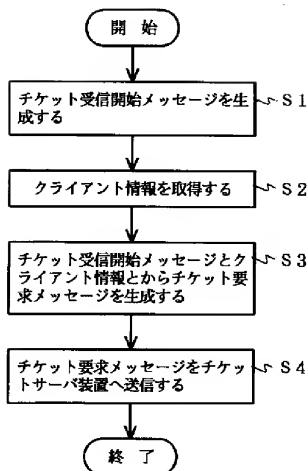 開 始
チケット受信開始メッセージを生 S1
成する
クライアント情報を取得する S2
チケット受信開始メッセージとク S3
ライアント情報とからチケット要
求メッセージを生成する
チケット要求メッセージをチケッ S4
トサーバ装置へ送信する
終 了